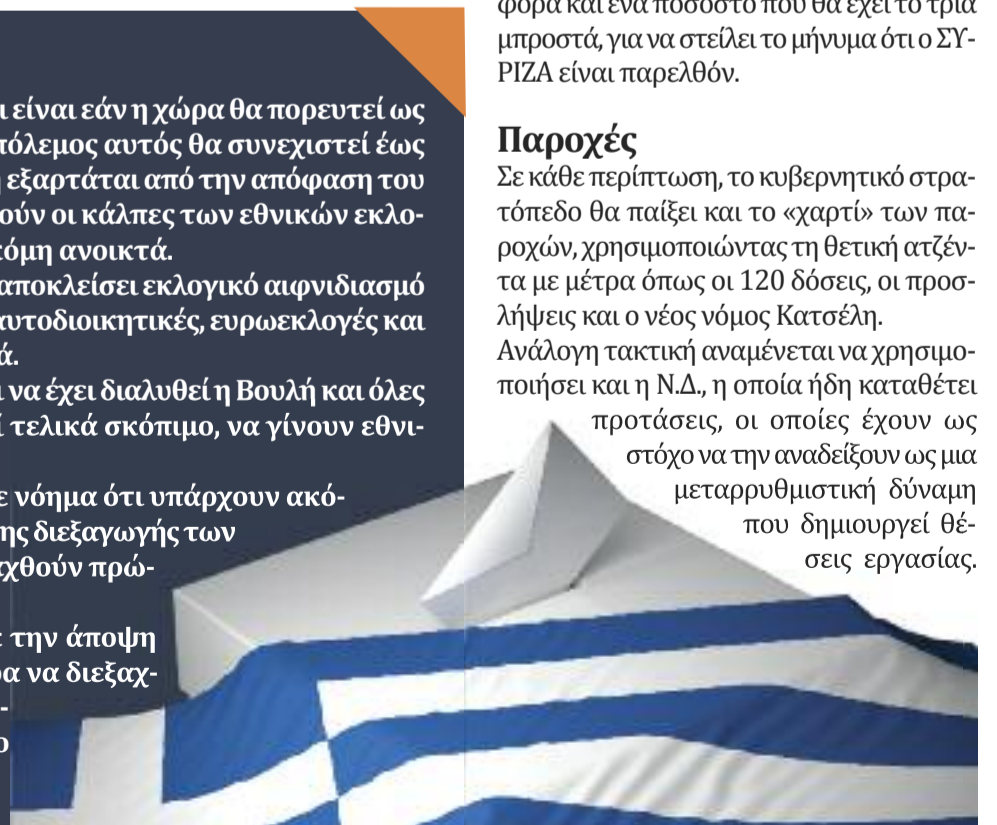 είναι εάν η χώρα θα πορευτεί ως
πόλεμος αυτός θα συνεχιστεί έως
εξαρτάται από την απόφαση του
ούν οι κάλπες των εθνικών εκλο-
όμη ανοικτά.
αποκλείσει εκλογικό αιφνιδιασμό
αυτοδιοικητικές, ευρωεκλογές και
ά.
να έχει διαλυθεί η Βουλή και όλες
τελικά σκόπιμο, να γίνουν εθνι-
νόημα ότι υπάρχουν ακό-
ης διεξαγωγής των
χθούν πρώ-
την άποψη
να διεξαχ-
-
ο
φορά και ένα ποσοστό που θα έχει το τρία
μπροστά, για να στείλει το μήνυμα ότι ο ΣΥ-
ΡΙΖΑ είναι παρελθόν.
Παροχές
Σε κάθε περίπτωση, το κυβερνητικό στρα-
τόπεδο θα παίξει και το «χαρτί» των πα-
ροχών, χρησιμοποιώντας τη θετική ατζέν-
τα με μέτρα όπως οι 120 δόσεις, οι προσ-
λήψεις και ο νέος νόμος Κατσέλη.
Ανάλογη τακτική αναμένεται να χρησιμο-
ποιήσει και η Ν.Δ., η οποία ήδη καταθέτει
προτάσεις, οι οποίες έχουν ως
στόχο να την αναδείξουν ως μια
μεταρρυθμιστική δύναμη
που δημιουργεί θέ-
σεις εργασίας.